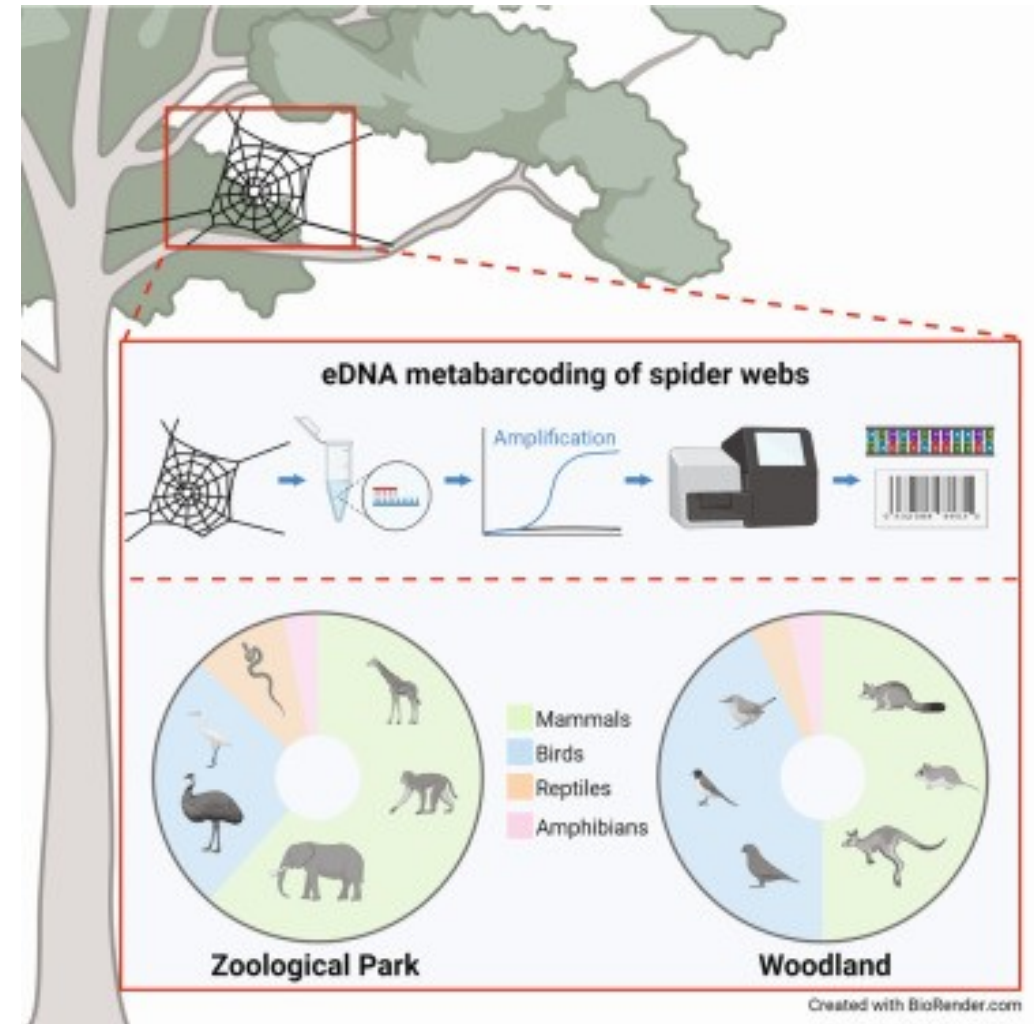 eDNA metabarcoding of spider webs
Amplification
Mammals
Birds
Reptiles
Amphibians
Zoological Park
Woodland
Created with BioRender.com